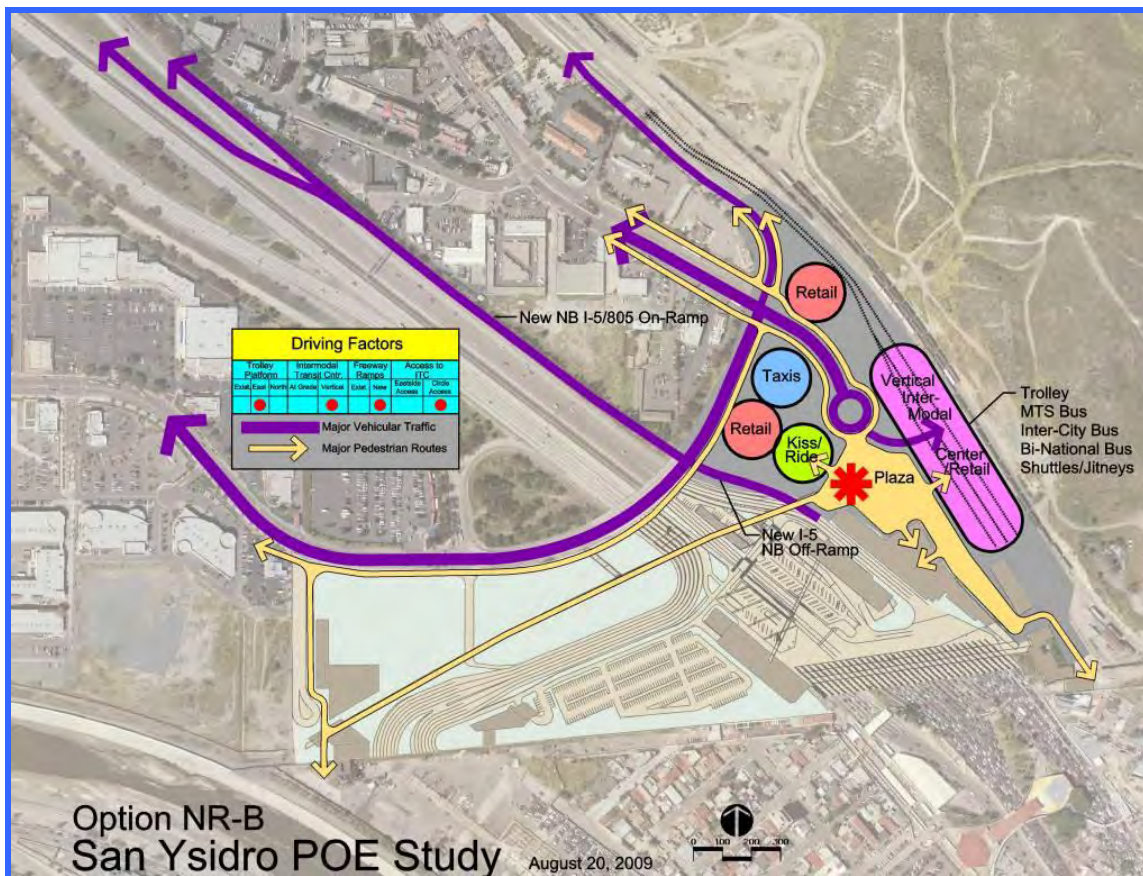 Retail
New NB I-5/805 On-Ramp
Driving Factors
Trolley Platform
Intermodal Transit Cntr.
Freeway Ramps
Access to ITC
Exist. East North At Grade Vertical Exist. New Eastside Access Circle Access
Major Vehicular Traffic
Major Pedestrian Routes
Taxis
Retail
Kiss/
Ride
Plaza
Vertical
Inter-
Modal
Center
/Retail
Trolley
MTS Bus
Inter-City Bus
Bi-National Bus
Shuttles/Jitneys
New I-5
NB Off-Ramp
Option NR-B
San Ysidro POE Study
August 20, 2009
0 100 200 300